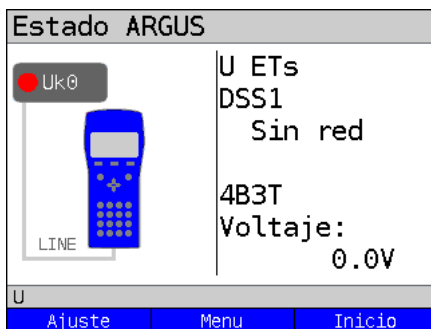 Estado ARGUS
Uk0
LINE
U ETs
DSS1
Sin red
4B3T
Voltaje:
0.0V
U
Ajuste Menu Inicio